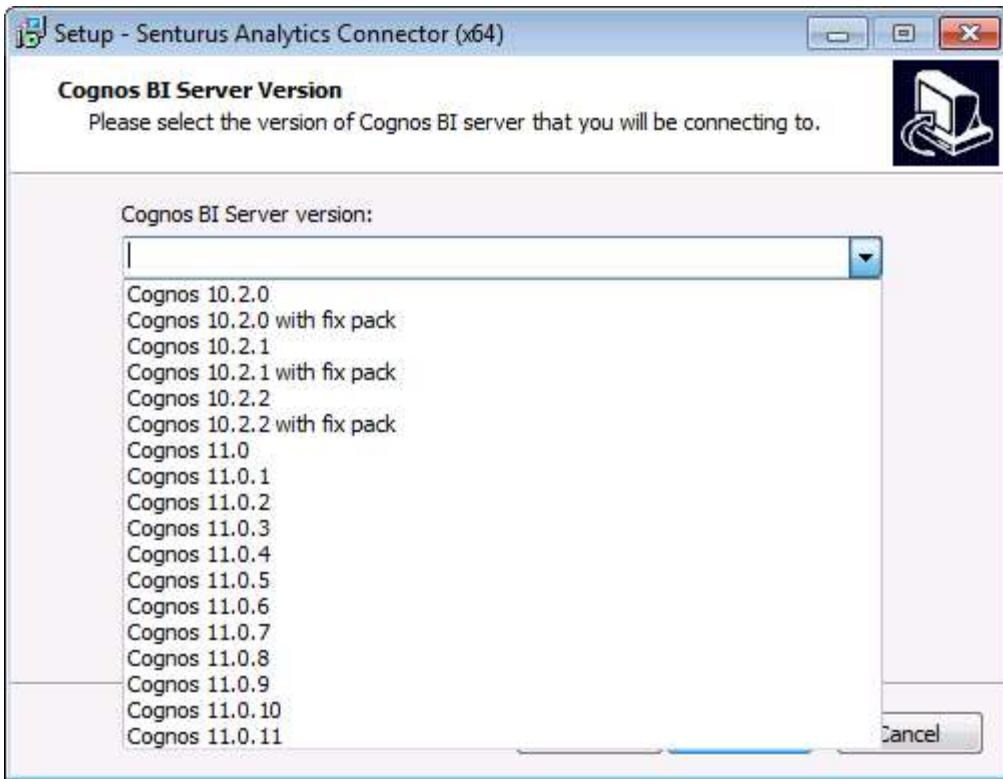 Setup - Senturus Analytics Connector (x64)
Cognos BI Server Version
Please select the version of Cognos BI server that you will be connecting to.
Cognos BI Server version:
Cognos 10.2.0
Cognos 10.2.0 with fix pack
Cognos 10.2.1
Cognos 10.2.1 with fix pack
Cognos 10.2.2
Cognos 10.2.2 with fix pack
Cognos 11.0
Cognos 11.0.1
Cognos 11.0.2
Cognos 11.0.3
Cognos 11.0.4
Cognos 11.0.5
Cognos 11.0.6
Cognos 11.0.7
Cognos 11.0.8
Cognos 11.0.9
Cognos 11.0.10
Cognos 11.0.11
Cancel